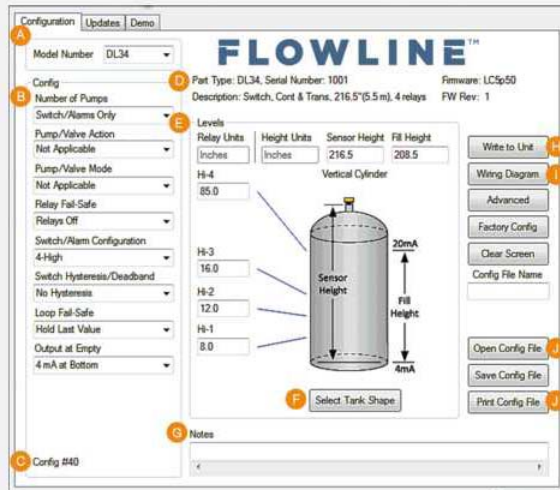 Configuration Updates Demo
A
Model Number DL34
FLOWLINE™
Config
B
Number of Pumps
Switch/Alarms Only
Pump/Valve Action
Not Applicable
Pump/Valve Mode
Not Applicable
Relay Fail-Safe
Relays Off
Switch/Alarm Configuration
4-High
Switch Hysteresis/Deadband
No Hysteresis
Loop Fail-Safe
Hold Last Value
Output at Empty
4 mA at Bottom
C Config #40
D Part Type: DL34, Serial Number: 1001 Firmware: LC5p50
Description: Switch, Cont & Trans, 216.5"(5.5 m), 4 relays FW Rev: 1
E Levels
Relay Units Height Units Sensor Height Fill Height
Inches Inches 216.5 208.5
Vertical Cylinder
Hi-4
85.0
Hi-3
16.0
Hi-2
12.0
Hi-1
8.0
20mA
Sensor
Height
Fill
Height
4mA
F Select Tank Shape
G Notes
Write to Unit H
Wiring Diagram I
Advanced
Factory Config
Clear Screen
Config File Name
Open Config File J
Save Config File
Print Config File J